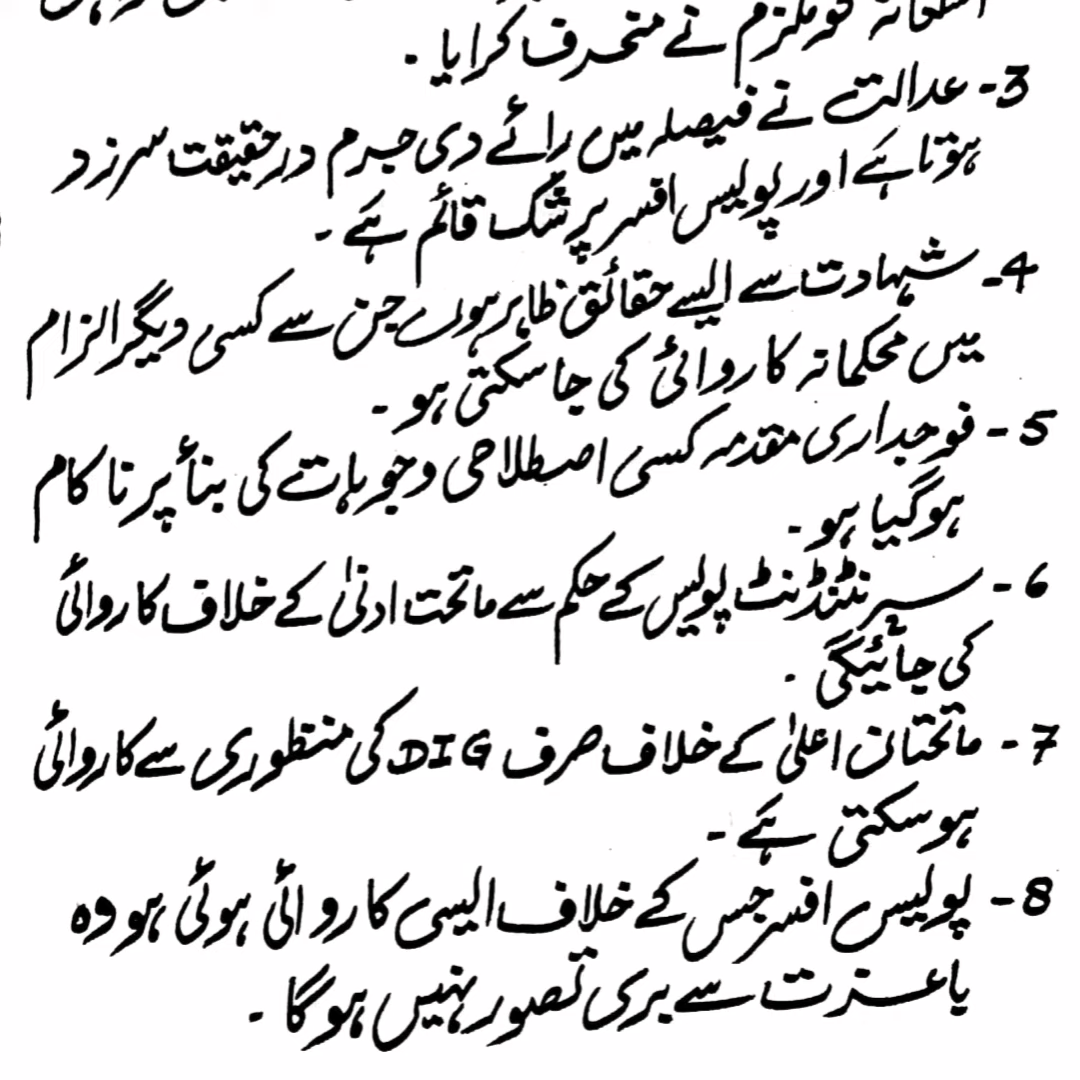 کو ملزم نے منحرف کرایا ۔
3- عدالت نے فیصلہ میں رائے دی جرم درحقیقت سرزد
ہوتا ہے اور پولیس افسر پر شک قائم ہے ۔
4- شہادت سے ایسے حقائق ظاہر ہوں جن سے کسی دیگر الزام
میں محکمانہ کاروائی کی جا سکتی ہو ۔
5- فوجداری مقدمہ کسی اصطلاحی وجوہات کی بنأ پر ناکام
ہوگیا ہو ۔
6- سپرنٹنڈنٹ پولیس کے حکم سے ماتحت ادنیٰ کے خلاف کاروائی
کی جائیگی ۔
7- ماتحتان اعلیٰ کے خلاف صرف DIG کی منظوری سے کاروائی
ہو سکتی ہے ۔
8- پولیس افسر جس کے خلاف ایسی کاروائی ہوئی ہو وہ
باعزت سے بری تصور نہیں ہوگا ۔